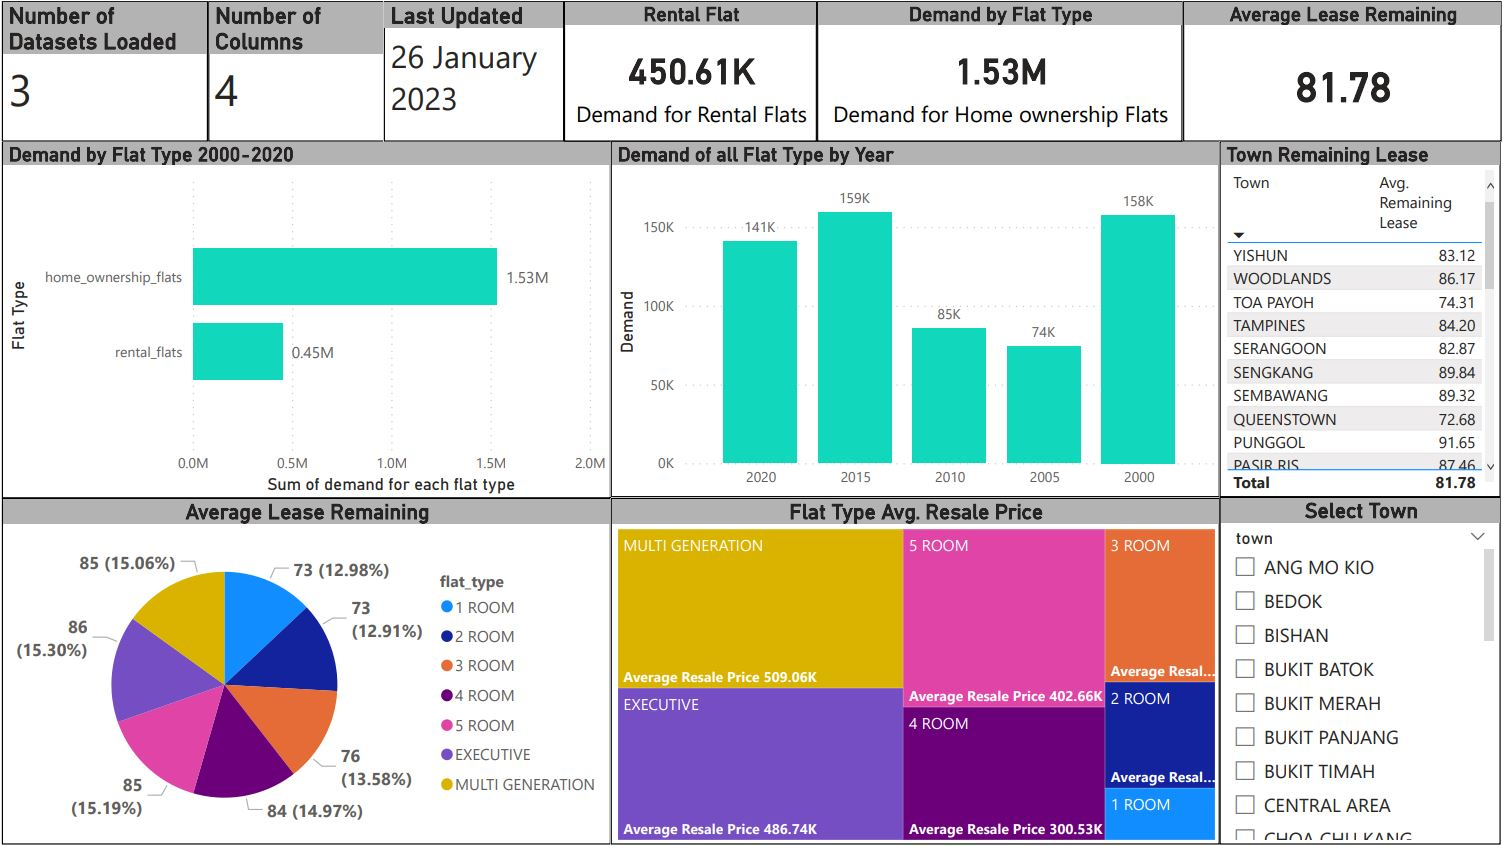 Number of
Datasets Loaded
3
Number of
Columns
4
Last Updated
26 January
2023
Rental Flat
450.61K
Demand for Rental Flats
Demand by Flat Type
1.53M
Demand for Home ownership Flats
Average Lease Remaining
81.78
Demand by Flat Type 2000-2020
Flat Type
home_ownership_flats
1.53M
rental_flats
0.45M
0.0M
0.5M
1.0M
1.5M
2.0M
Sum of demand for each flat type
Demand of all Flat Type by Year
Demand
150K
100K
50K
0K
141K
159K
85K
74K
158K
2020
2015
2010
2005
2000
Town Remaining Lease
Town
Avg.
Remaining
Lease
YISHUN 83.12
WOODLANDS 86.17
TOA PAYOH 74.31
TAMPINES 84.20
SERANGOON 82.87
SENGKANG 89.84
SEMBAWANG 89.32
QUEENSTOWN 72.68
PUNGGOL 91.65
PASIR RIS 87.46
Total 81.78
Average Lease Remaining
85 (15.06%)
73 (12.98%)
73
(12.91%)
76
(13.58%)
84 (14.97%)
85
(15.19%)
86
(15.30%)
flat_type
1 ROOM
2 ROOM
3 ROOM
4 ROOM
5 ROOM
EXECUTIVE
MULTI GENERATION
Flat Type Avg. Resale Price
MULTI GENERATION
Average Resale Price 509.06K
EXECUTIVE
Average Resale Price 486.74K
5 ROOM
Average Resale Price 402.66K
4 ROOM
Average Resale Price 300.53K
3 ROOM
Average Resal...
2 ROOM
Average Resal...
1 ROOM
Select Town
town
ANG MO KIO
BEDOK
BISHAN
BUKIT BATOK
BUKIT MERAH
BUKIT PANJANG
BUKIT TIMAH
CENTRAL AREA
CHOA CHU KANG